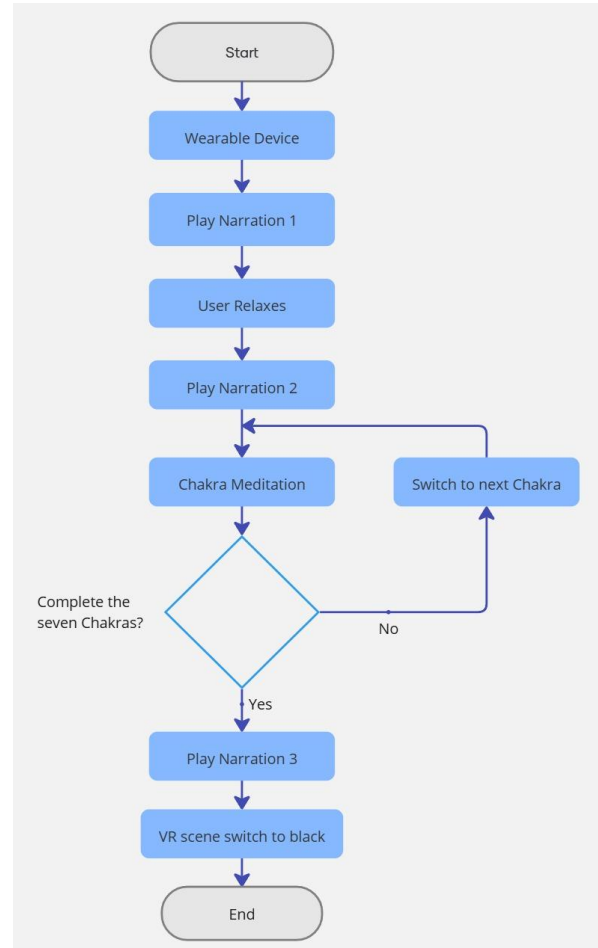 Start
Wearable Device
Play Narration 1
User Relaxes
Play Narration 2
Chakra Meditation
Switch to next Chakra
Complete the
seven Chakras?
No
Yes
Play Narration 3
VR scene switch to black
End